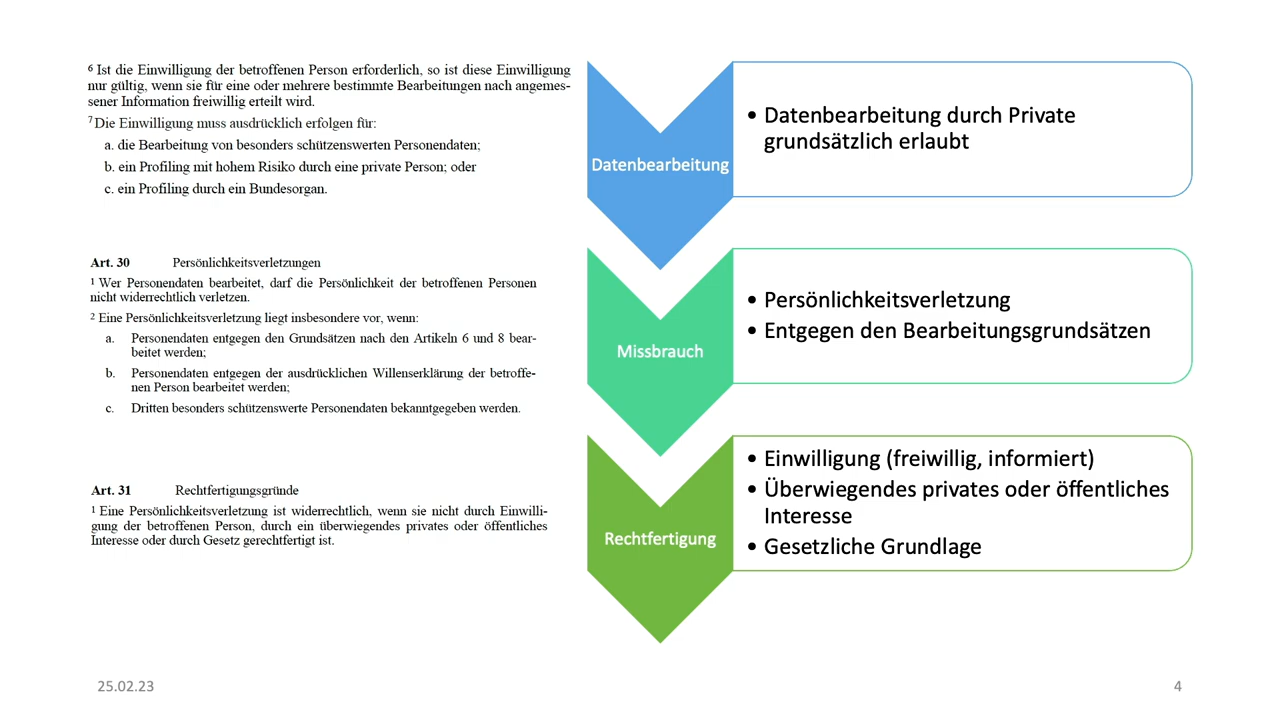 ⁶ Ist die Einwilligung der betroffenen Person erforderlich, so ist diese Einwilligung
nur gültig, wenn sie für eine oder mehrere bestimmte Bearbeitungen nach angemes-
sener Information freiwillig erteilt wird.
⁷ Die Einwilligung muss ausdrücklich erfolgen für:
a. die Bearbeitung von besonders schützenswerten Personendaten;
b. ein Profiling mit hohem Risiko durch eine private Person; oder
c. ein Profiling durch ein Bundesorgan.
Art. 30 Persönlichkeitsverletzungen
¹ Wer Personendaten bearbeitet, darf die Persönlichkeit der betroffenen Personen
nicht widerrechtlich verletzen.
² Eine Persönlichkeitsverletzung liegt insbesondere vor, wenn:
a. Personendaten entgegen den Grundsätzen nach den Artikeln 6 und 8 bear-
beitet werden;
b. Personendaten entgegen der ausdrücklichen Willenserklärung der betroffe-
nen Person bearbeitet werden;
c. Dritten besonders schützenswerte Personendaten bekanntgegeben werden.
Art. 31 Rechtfertigungsgründe
¹ Eine Persönlichkeitsverletzung ist widerrechtlich, wenn sie nicht durch Einwilli-
gung der betroffenen Person, durch ein überwiegendes privates oder öffentliches
Interesse oder durch Gesetz gerechtfertigt ist.
Datenbearbeitung
• Datenbearbeitung durch Private
grundsätzlich erlaubt
Missbrauch
• Persönlichkeitsverletzung
• Entgegen den Bearbeitungsgrundsätzen
Rechtfertigung
• Einwilligung (freiwillig, informiert)
• Überwiegendes privates oder öffentliches
Interesse
• Gesetzliche Grundlage
25.02.23
4